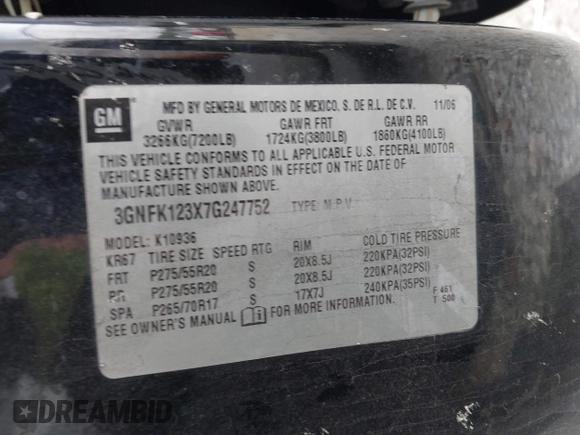 GM
MFD BY GENERAL MOTORS DE MEXICO, S. DE R.L. DE C.V. 11/06
GVWR GAWR FRT GAWR RR
3266KG(7200LB) 1724KG(3800LB) 1860KG(4100LB)
THIS VEHICLE CONFORMS TO ALL APPLICABLE U.S. FEDERAL MOTOR
VEHICLE SAFETY STANDARDS IN EFFECT ON THE DATE OF
MANUFACTURE SHOWN ABOVE.
3GNFK123X7G247752 TYPE: M.P.V
MODEL: K10936
KR67 TIRE SIZE SPEED RTG RIM COLD TIRE PRESSURE
FRT P275/55R20 S 20X8.5J 220KPA(32PSI)
RR P275/55R20 S 20X8.5J 220KPA(32PSI)
SPA P265/70R17 S 17X7J 240KPA(35PSI)
SEE OWNER'S MANUAL FOR MORE INFORMATION.
F 461
T 500
DREAMBID